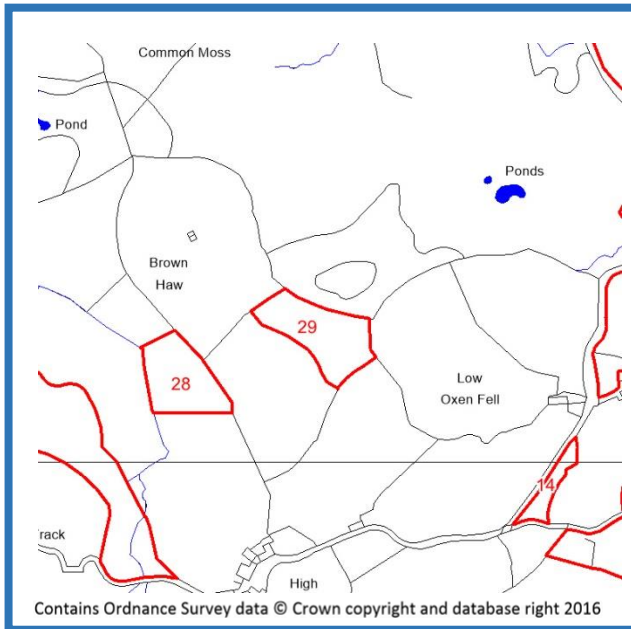 Common Moss
Pond
Ponds
Brown
Haw
29
28
Low
Oxen Fell
14
rack
High
Contains Ordnance Survey data © Crown copyright and database right 2016